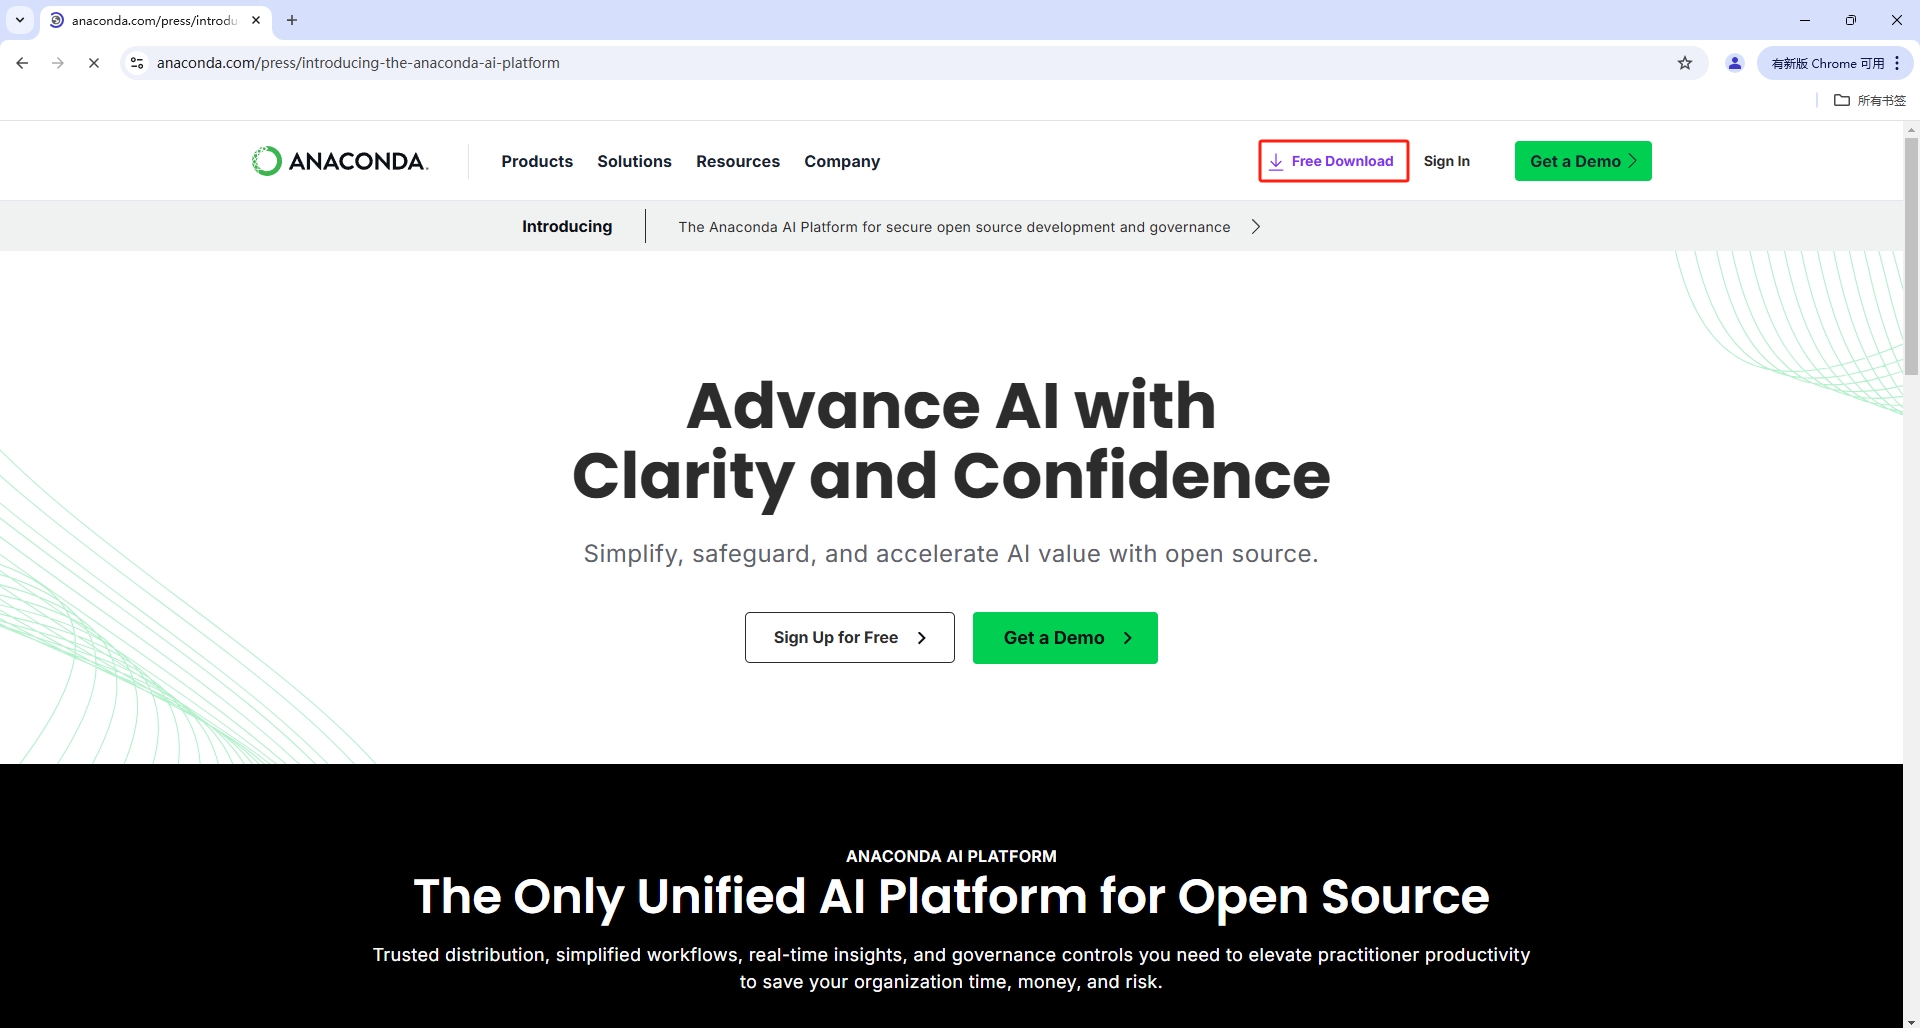 anaconda.com/press/introdu
anaconda.com/press/introducing-the-anaconda-ai-platform
有新版 Chrome 可用
所有书签
ANACONDA.
Products Solutions Resources Company
Free Download Sign In Get a Demo
Introducing The Anaconda AI Platform for secure open source development and governance
Advance AI with
Clarity and Confidence
Simplify, safeguard, and accelerate AI value with open source.
Sign Up for Free Get a Demo
ANACONDA AI PLATFORM
The Only Unified AI Platform for Open Source
Trusted distribution, simplified workflows, real-time insights, and governance controls you need to elevate practitioner productivity
to save your organization time, money, and risk.